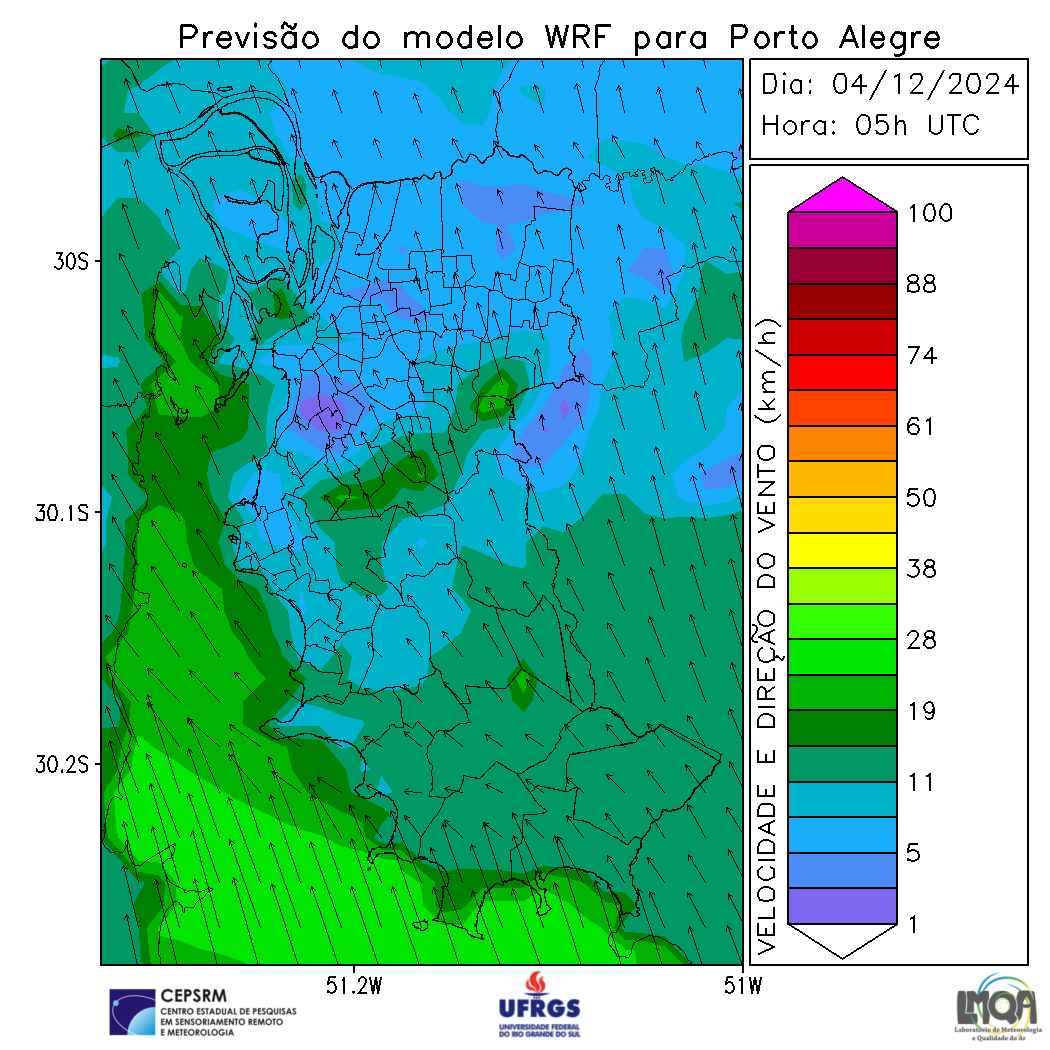 Previsão do modelo WRF para Porto Alegre
Dia: 04/12/2024
Hora: 05h UTC
30S
30.1S
30.2S
51.2W
51W
VELOCIDADE E DIREÇÃO DO VENTO (km/h)
100
88
74
61
50
38
28
19
11
5
1
CEPSRM
CENTRO ESTADUAL DE PESQUISAS
EM SENSORIAMENTO REMOTO
E METEOROLOGIA
UFRGS
UNIVERSIDADE FEDERAL
DO RIO GRANDE DO SUL
LMQA
Laboratório de Meteorologia
e Qualidade do Ar